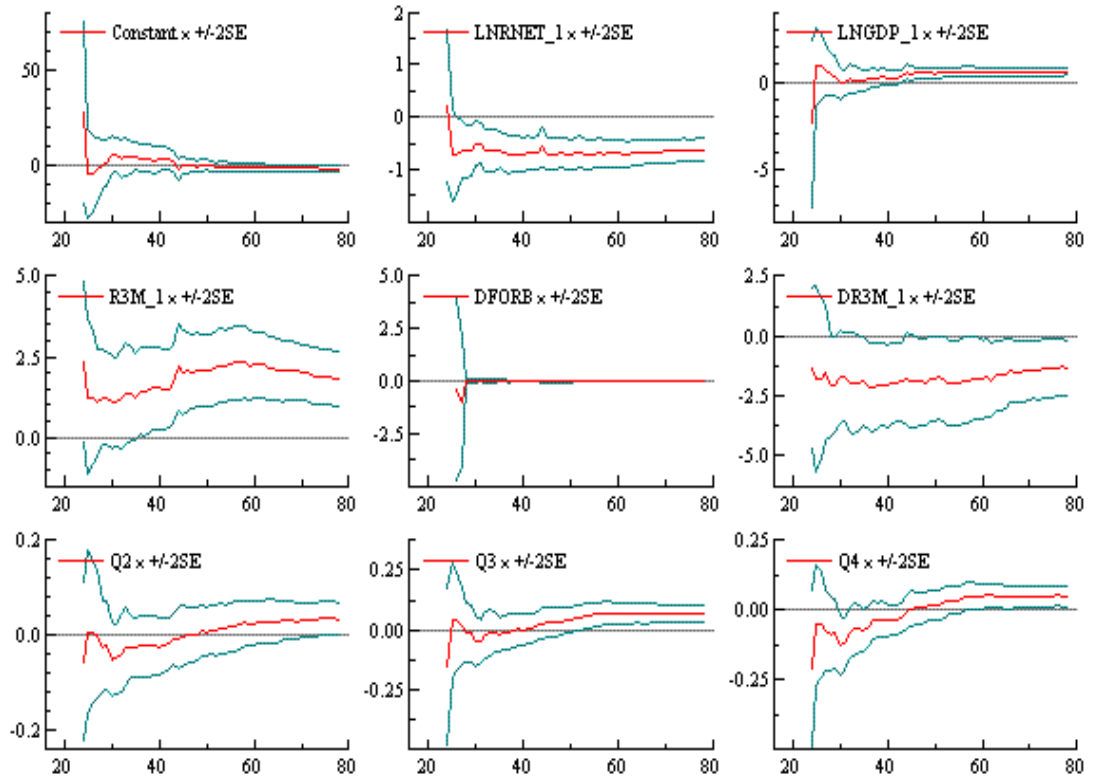 Constant × +/-2SE
50
0
20 40 60 80
2
LNRNET_1 × +/-2SE
1
0
-1
-2
20 40 60 80
LNGDP_1 × +/-2SE
0
-5
20 40 60 80
5.0
R3M_1 × +/-2SE
2.5
0.0
20 40 60 80
5.0
DFORB × +/-2SE
2.5
0.0
-2.5
20 40 60 80
2.5
DR3M_1 × +/-2SE
0.0
-2.5
-5.0
20 40 60 80
0.2
Q2 × +/-2SE
0.0
-0.2
20 40 60 80
Q3 × +/-2SE
0.25
0.00
-0.25
20 40 60 80
0.25
Q4 × +/-2SE
0.00
-0.25
20 40 60 80